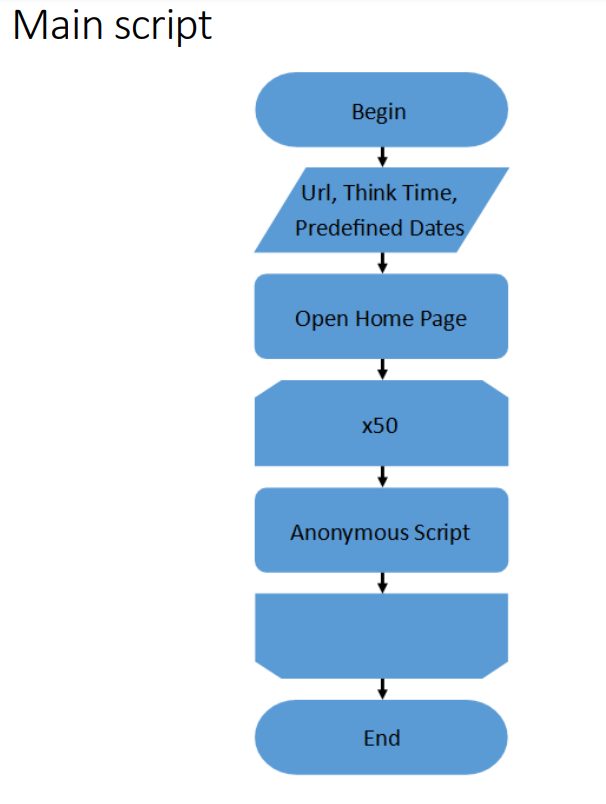 Main script
Begin
Url, Think Time,
Predefined Dates
Open Home Page
x50
Anonymous Script
End